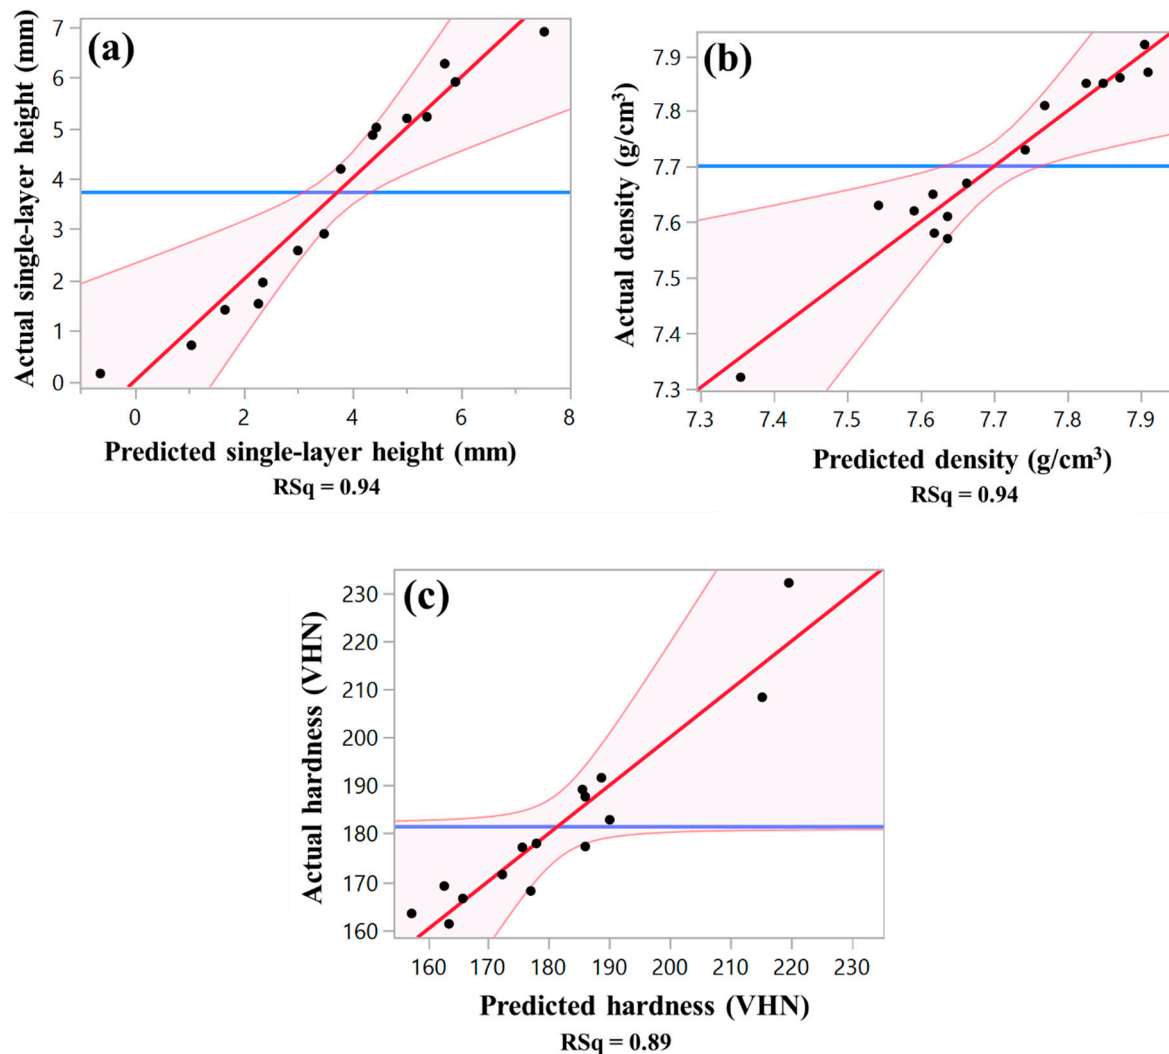 (a)
Actual single-layer height (mm)
7
6
5
4
3
2
1
0
0 2 4 6 8
Predicted single-layer height (mm)
RSq = 0.94
(b)
Actual density (g/cm³)
7.9
7.8
7.7
7.6
7.5
7.4
7.3
7.3 7.4 7.5 7.6 7.7 7.8 7.9
Predicted density (g/cm³)
RSq = 0.94
(c)
Actual hardness (VHN)
230
220
210
200
190
180
170
160
160 170 180 190 200 210 220 230
Predicted hardness (VHN)
RSq = 0.89